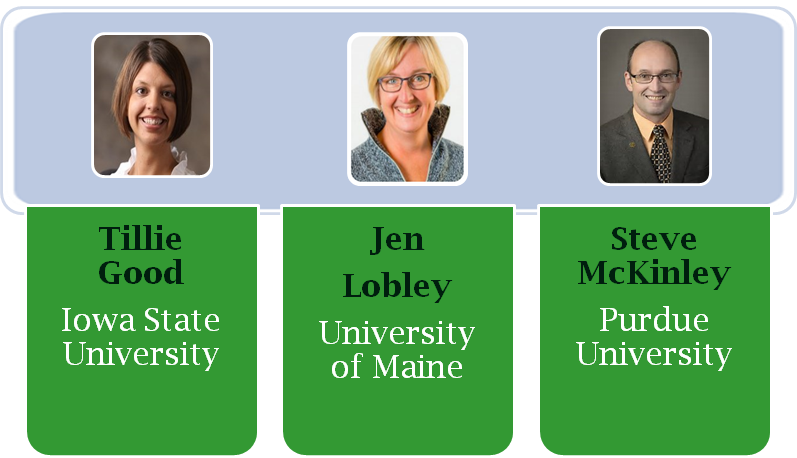 Tillie
Good
Iowa State
University
Jen
Lobley
University
of Maine
Steve
McKinley
Purdue
University